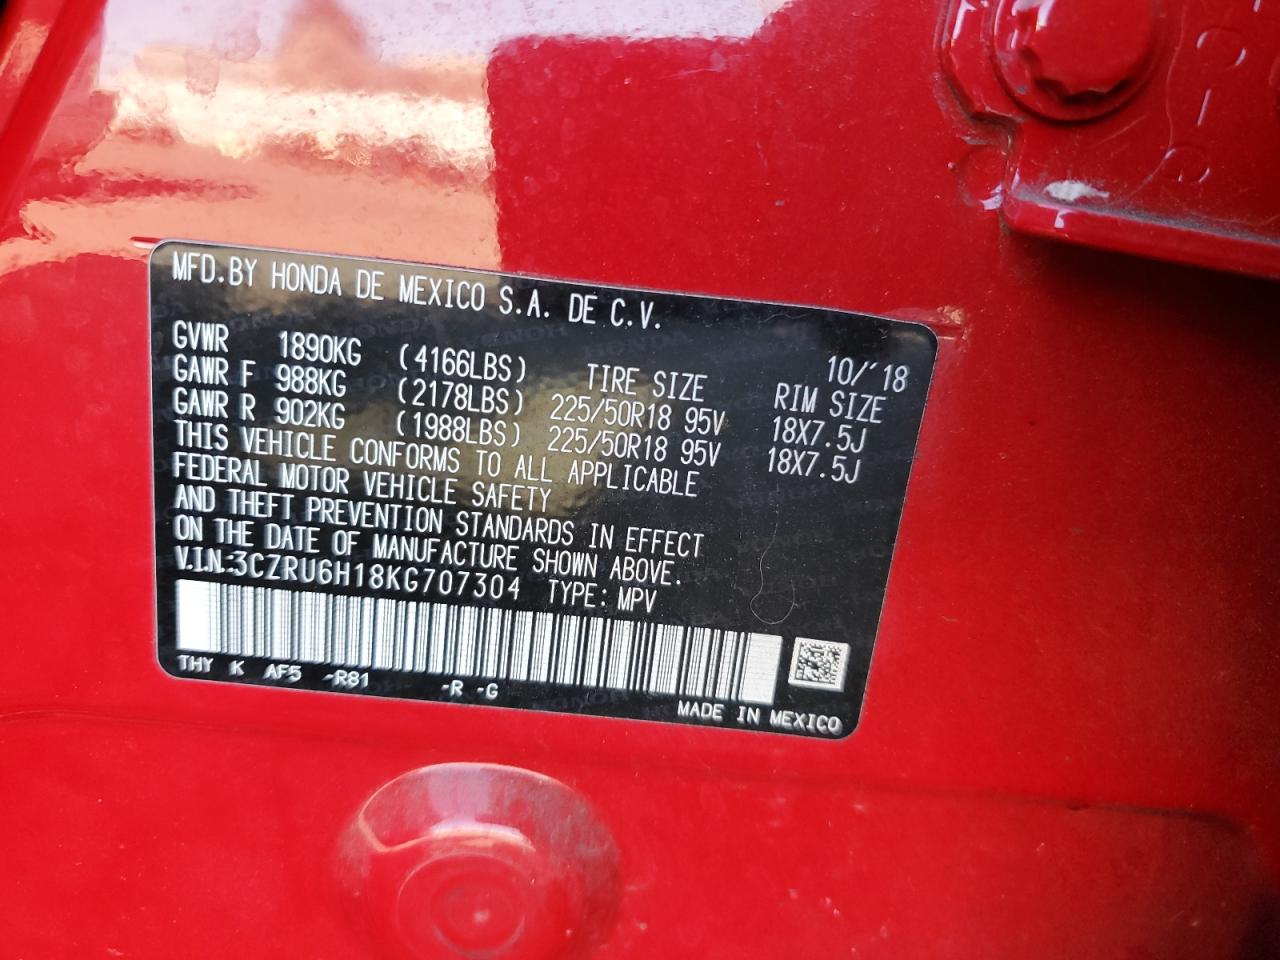 MFD.BY HONDA DE MEXICO S.A. DE C.V.
10/'18
GVWR 1890KG (4166LBS) TIRE SIZE RIM SIZE
GAWR F 988KG (2178LBS) 225/50R18 95V 18X7.5J
GAWR R 902KG (1988LBS) 225/50R18 95V 18X7.5J
THIS VEHICLE CONFORMS TO ALL APPLICABLE
FEDERAL MOTOR VEHICLE SAFETY
AND THEFT PREVENTION STANDARDS IN EFFECT
ON THE DATE OF MANUFACTURE SHOWN ABOVE.
V.I.N.:3CZRU6H18KG707304 TYPE: MPV
THY K AF5 -R81 -R -G
MADE IN MEXICO